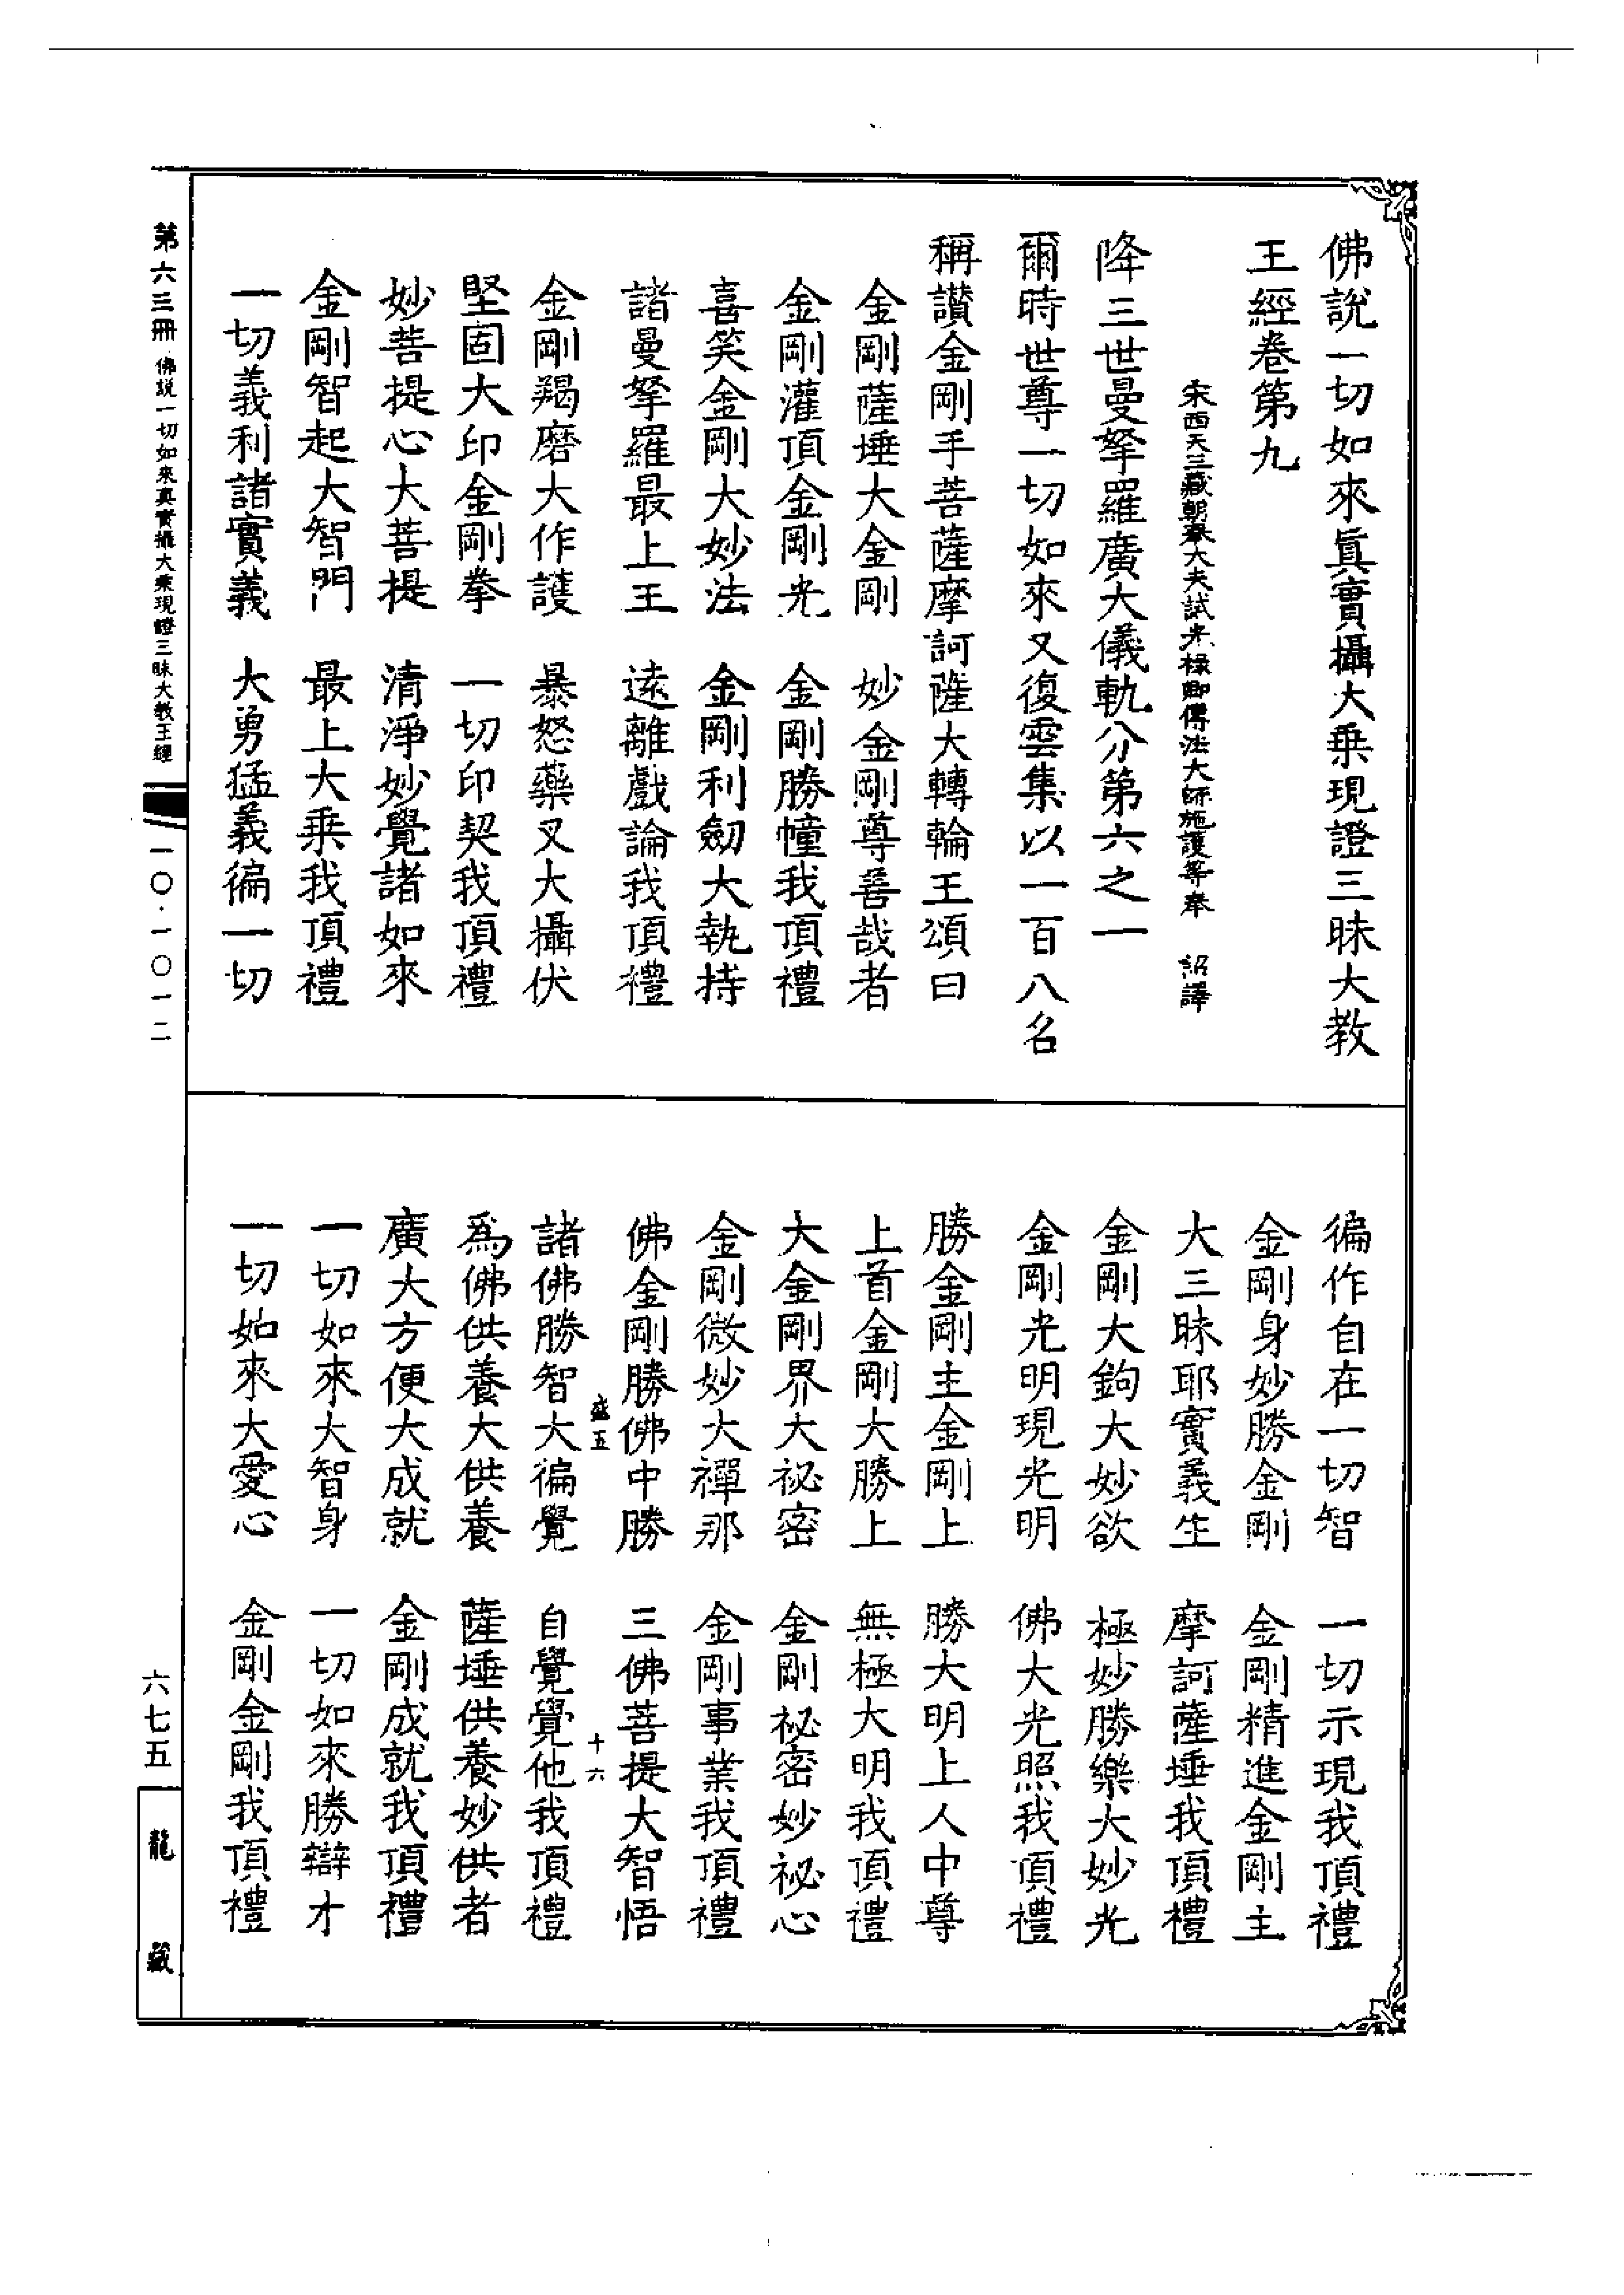 佛說一切如來眞實攝大乗現證三昧大教
王經卷第九
宋西天三藏朝奉大夫試光祿卿傳法大師施護等奉　詔譯
降三世曼拏羅廣大儀軌分第六之一
爾時世尊一切如來又復雲集以一百八名
稱讃金剛手菩薩摩訶薩大轉輪王頌曰
金剛薩埵大金剛　妙金剛尊善哉者
金剛灌頂金剛光　金剛勝幢我頂禮
喜笑金剛大妙法　金剛利劒大執持
諸曼拏羅最上王　遠離戲論我頂禮
金剛羯磨大作護　暴怒藥叉大攝伏
堅固大印金剛拳　一切印契我頂禮
妙菩提心大菩提　清淨妙覺諸如來
金剛智起大智門　最上大乗我頂禮
一切義利諸實義　大勇猛義徧一切
徧作自在一切智　一切示現我頂禮
金剛身妙勝金剛　金剛精進金剛主
大三昧耶實義生　摩訶薩埵我頂禮
金剛大鉤大妙欲　極妙勝樂大妙光
金剛光明現光明　佛大光照我頂禮
勝金剛主金剛上　勝大明上人中尊
上首金剛大勝上　無極大明我頂禮
大金剛界大祕密　金剛祕密妙祕心
金剛微妙大禪那　金剛事業我頂禮
佛金剛勝佛中勝　三佛菩提大智悟
盛五　十六
諸佛勝智大徧覺　自覺覺他我頂禮
爲佛供養大供養　薩埵供養妙供者
廣大方便大成就　金剛成就我頂禮
一切如來大智身　一切如來勝辯才
一切如來大愛心　金剛金剛我頂禮
第六三冊　佛説一切如來真實攝大乘現證三昧大教王經
一〇·一〇一二
六七五
龍藏